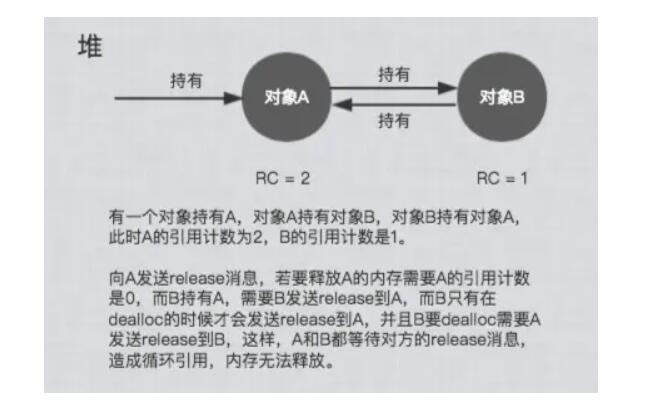 堆
持有
持有
对象A
对象B
持有
RC = 2
RC = 1
有一个对象持有A，对象A持有对象B，对象B持有对象A，
此时A的引用计数为2，B的引用计数是1。
向A发送release消息，若要释放A的内存需要A的引用计数
是0，而B持有A，需要B发送release到A，而B只有在
dealloc的时候才会发送release到A，并且B要dealloc需要A
发送release到B，这样，A和B都等待对方的release消息，
造成循环引用，内存无法释放。